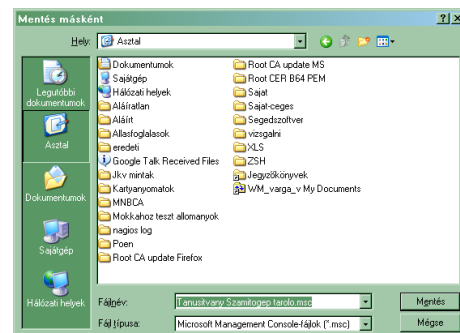 Mentés másként
Hely:
Asztal
Legutóbbi
dokumentumok
Asztal
Dokumentumok
Sajátgép
Hálózati helyek
Dokumentumok
Sajátgép
Hálózati helyek
Aláíratlan
Aláírt
Allasfoglalasok
eredeti
Google Talk Received Files
Jkv mintak
Kartyanyomatok
MNBCA
Mokkahoz teszt allomanyok
nagios log
Poen
Root CA update Firefox
Root CA update MS
Root CER B64 PEM
Sajat
Sajat-ceges
Segedszoftver
vizsgalni
XLS
ZSH
Jegyzőkönyvek
WM_varga_v My Documents
Fájlnév:
Tanusitvany Szamitogep tarolo.msc
Mentés
Fájl típusa:
Microsoft Management Console-fájlok (*.msc)
Mégse